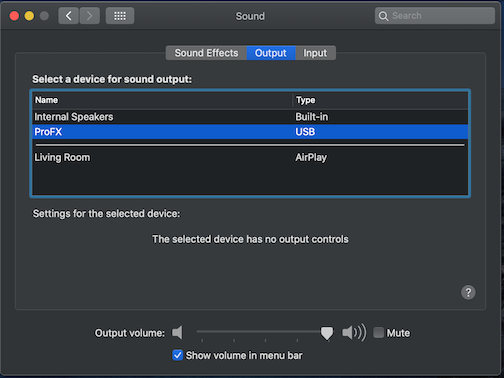 Sound
Search
Sound Effects Output Input
Select a device for sound output:
Name Type
Internal Speakers Built-in
ProFX USB
Living Room AirPlay
Settings for the selected device:
The selected device has no output controls
?
Output volume: Mute
Show volume in menu bar